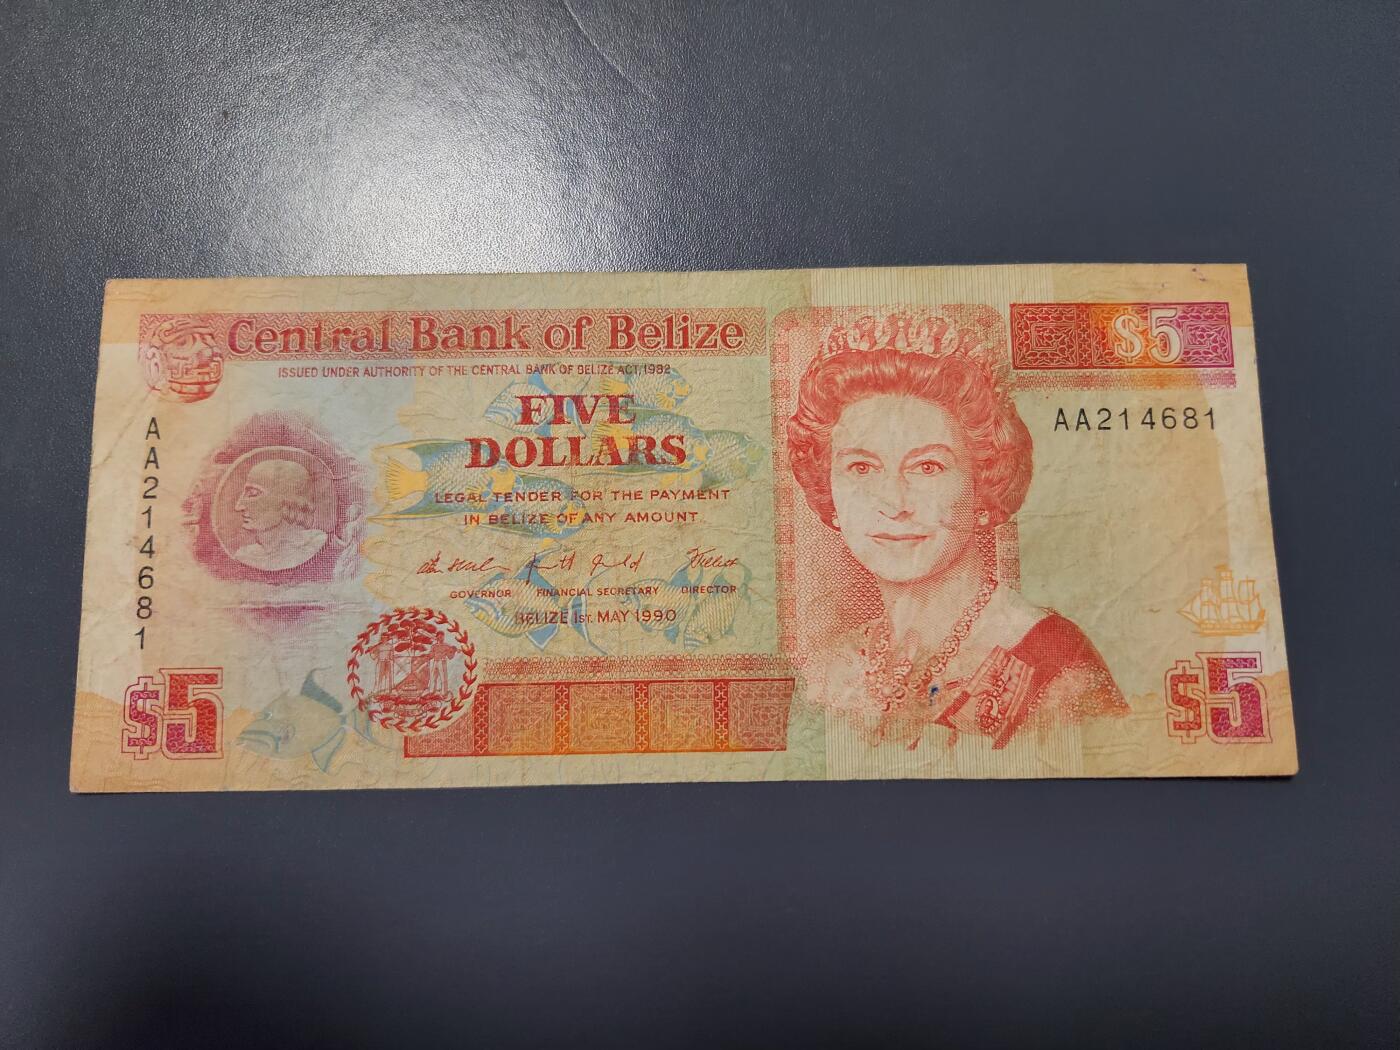 Central Bank of Belize
ISSUED UNDER AUTHORITY OF THE CENTRAL BANK OF BELIZE ACT, 1982
$5
FIVE
DOLLARS
AA214681
AA214681
LEGAL TENDER FOR THE PAYMENT
IN BELIZE OF ANY AMOUNT
GOVERNOR FINANCIAL SECRETARY DIRECTOR
BELIZE 1ST. MAY 1990
$5
$5